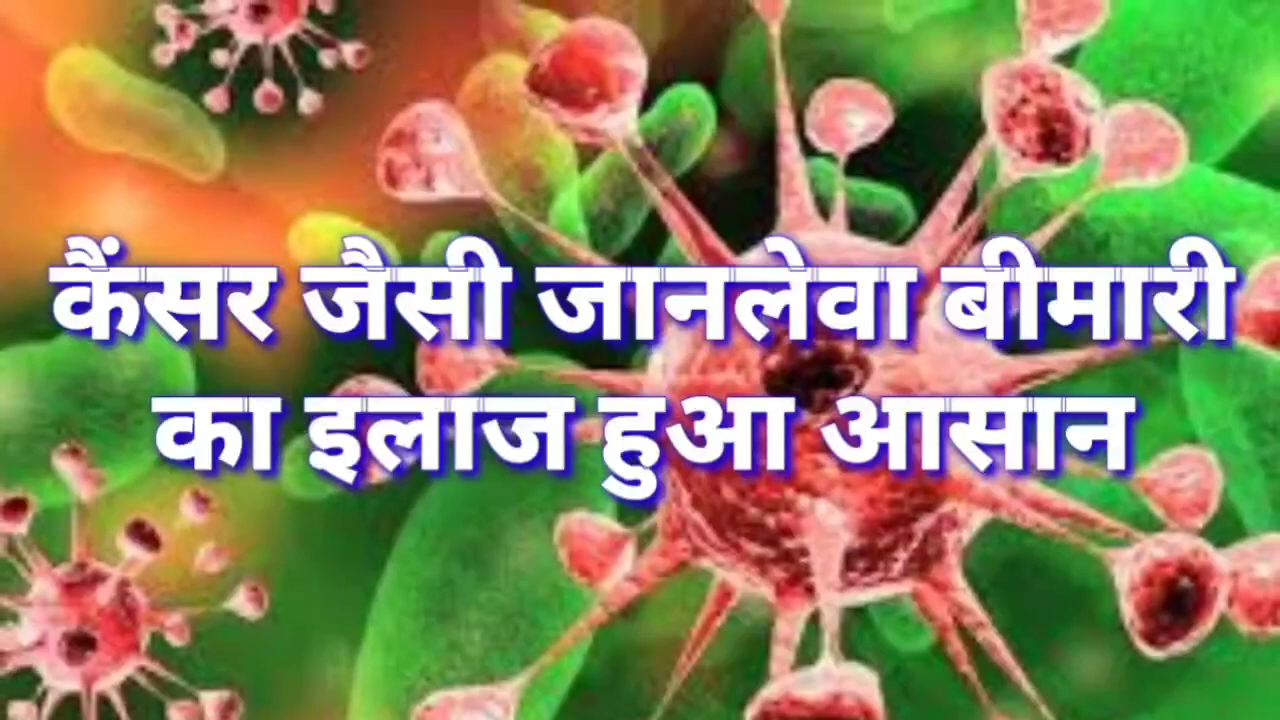 कैंसर जैसी जानलेवा बीमारी
का इलाज हुआ आसान